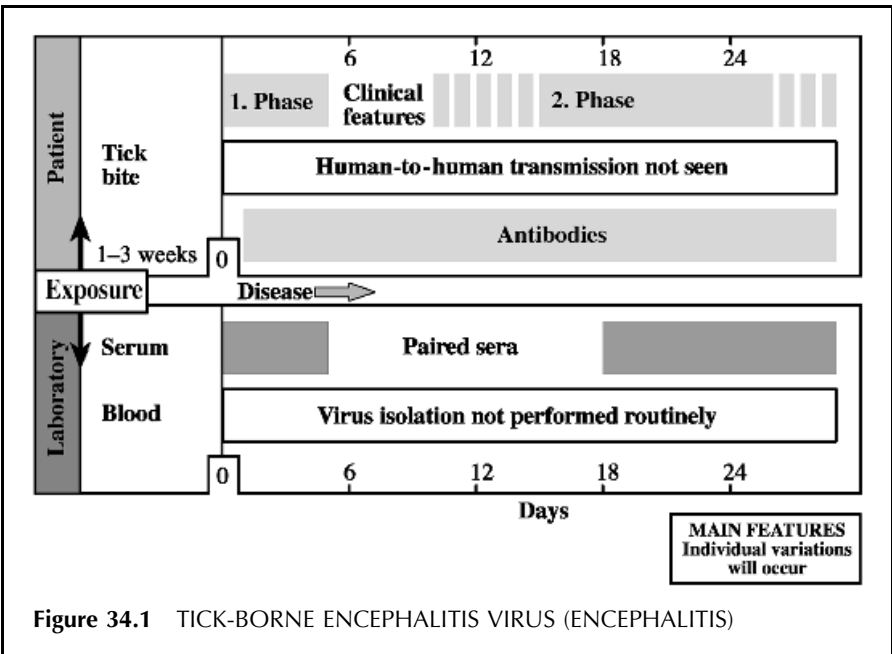 6 12 18 24
1. Phase Clinical features 2. Phase
Patient
Tick bite
Human-to-human transmission not seen
Antibodies
1–3 weeks 0
Exposure
Disease
Laboratory
Serum
Paired sera
Blood
Virus isolation not performed routinely
0 6 12 18 24
Days
MAIN FEATURES
Individual variations
will occur
Figure 34.1 TICK-BORNE ENCEPHALITIS VIRUS (ENCEPHALITIS)